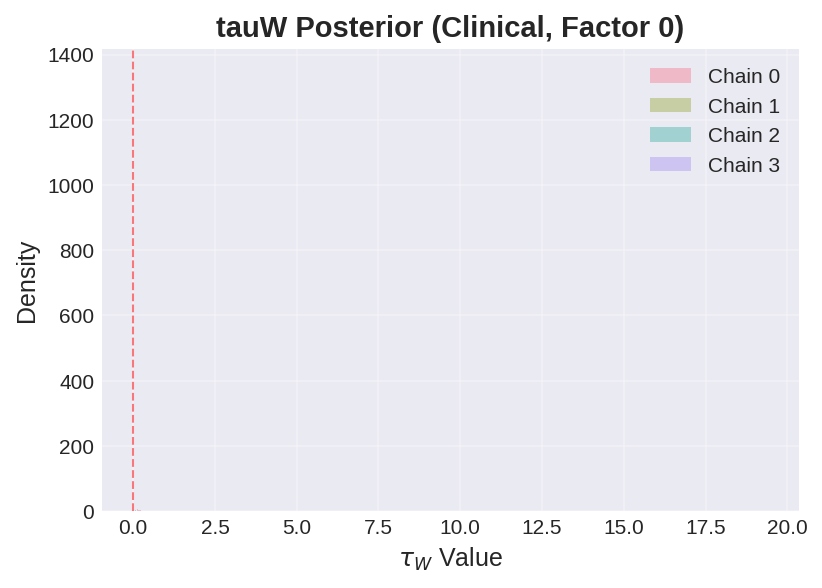 tauW Posterior (Clinical, Factor 0)
1400
1200
1000
800
600
400
200
0
Density
Chain 0
Chain 1
Chain 2
Chain 3
0.0 2.5 5.0 7.5 10.0 12.5 15.0 17.5 20.0
τ_W Value